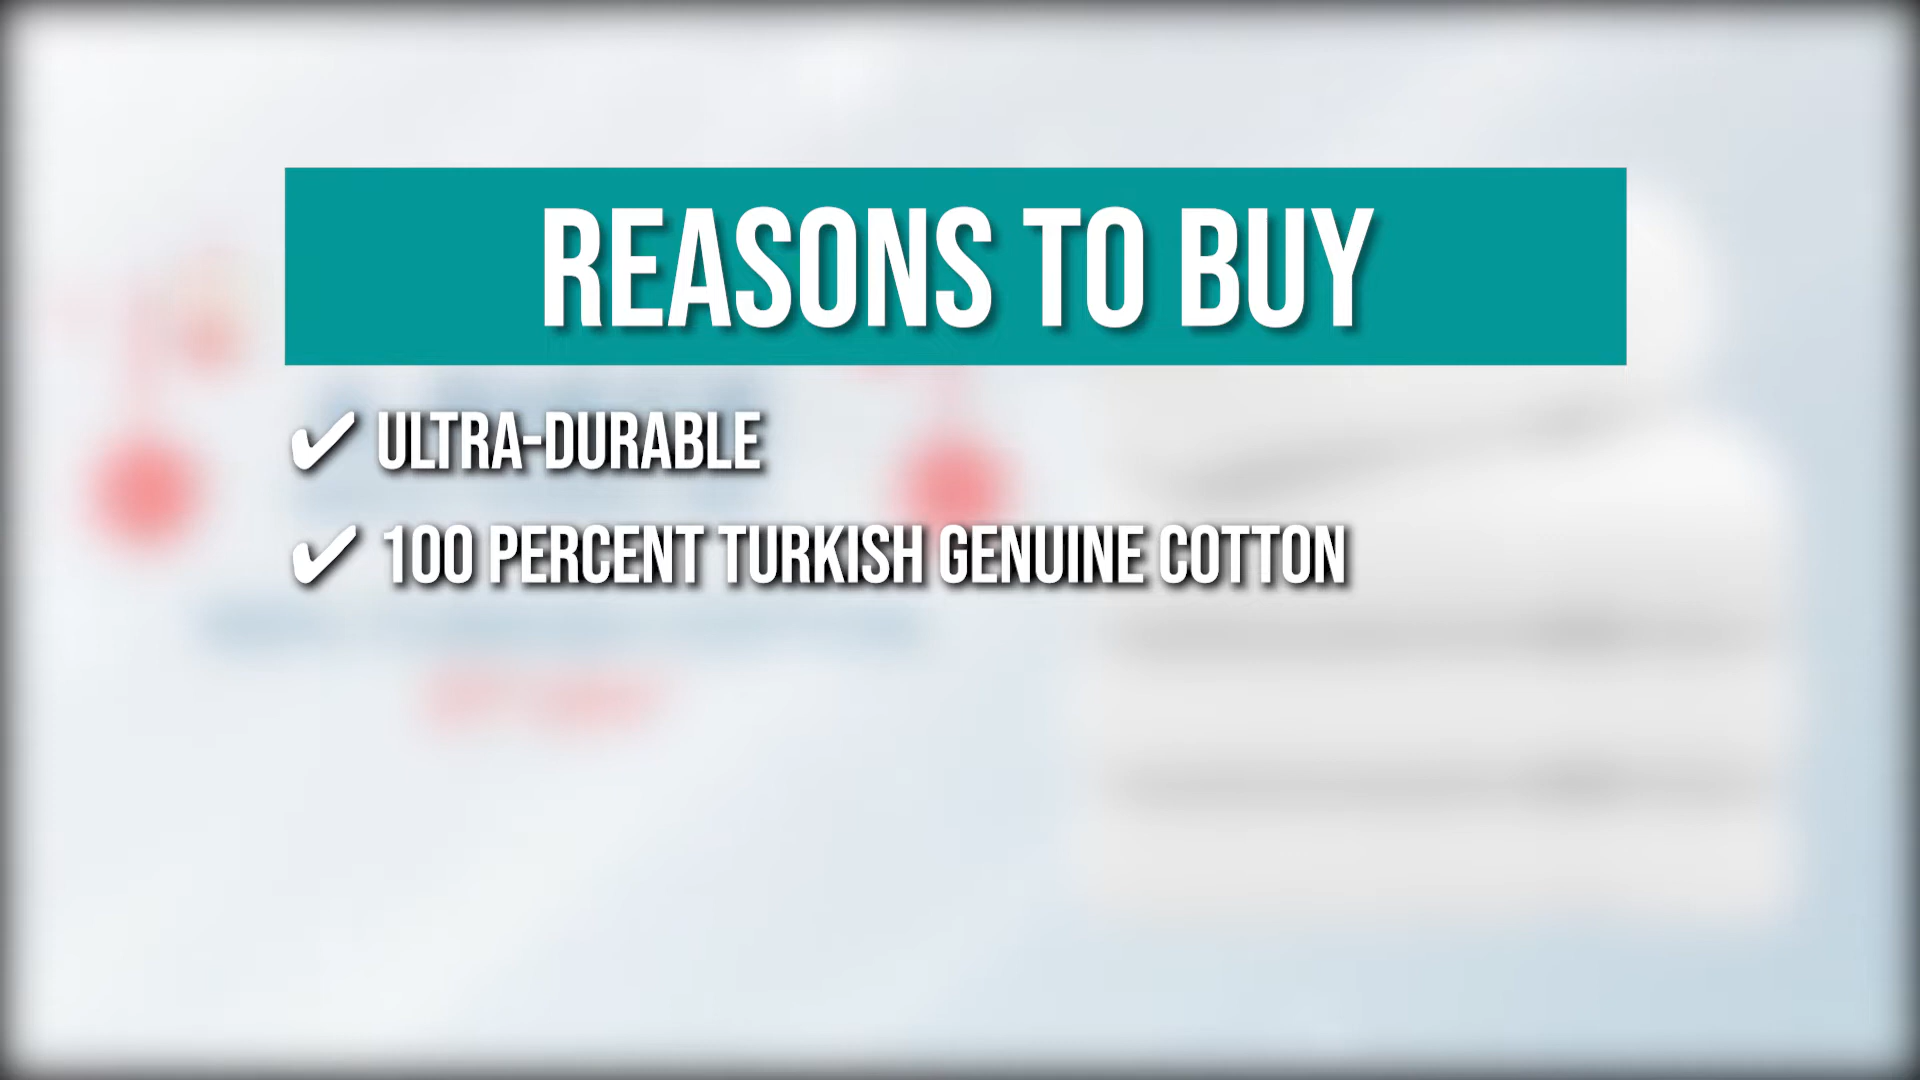 REASONS TO BUY
✔ ULTRA-DURABLE
✔ 100 PERCENT TURKISH GENUINE COTTON